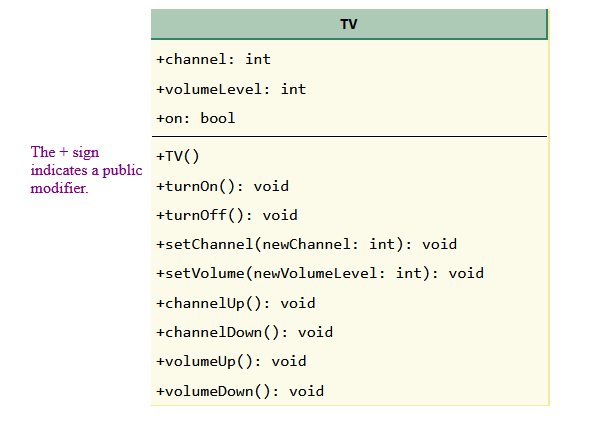 TV
+channel: int
+volumeLevel: int
+on: bool
The + sign
indicates a public
modifier.
+TV()
+turnOn(): void
+turnOff(): void
+setChannel(newChannel: int): void
+setVolume(newVolumeLevel: int): void
+channelUp(): void
+channelDown(): void
+volumeUp(): void
+volumeDown(): void